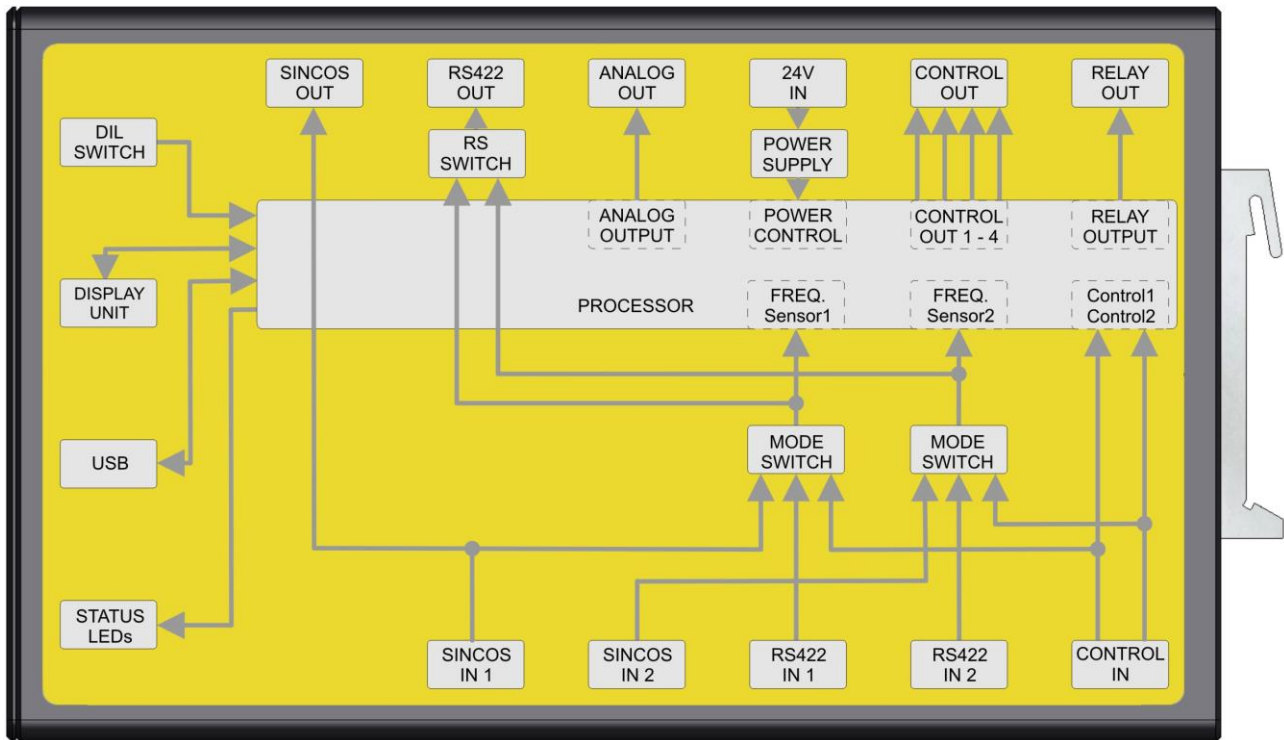 SINCOS
OUT
RS422
OUT
ANALOG
OUT
24V
IN
CONTROL
OUT
RELAY
OUT
DIL
SWITCH
RS
SWITCH
POWER
SUPPLY
ANALOG
OUTPUT
POWER
CONTROL
CONTROL
OUT 1 - 4
RELAY
OUTPUT
DISPLAY
UNIT
PROCESSOR
FREQ.
Sensor1
FREQ.
Sensor2
Control1
Control2
USB
MODE
SWITCH
MODE
SWITCH
STATUS
LEDs
SINCOS
IN 1
SINCOS
IN 2
RS422
IN 1
RS422
IN 2
CONTROL
IN